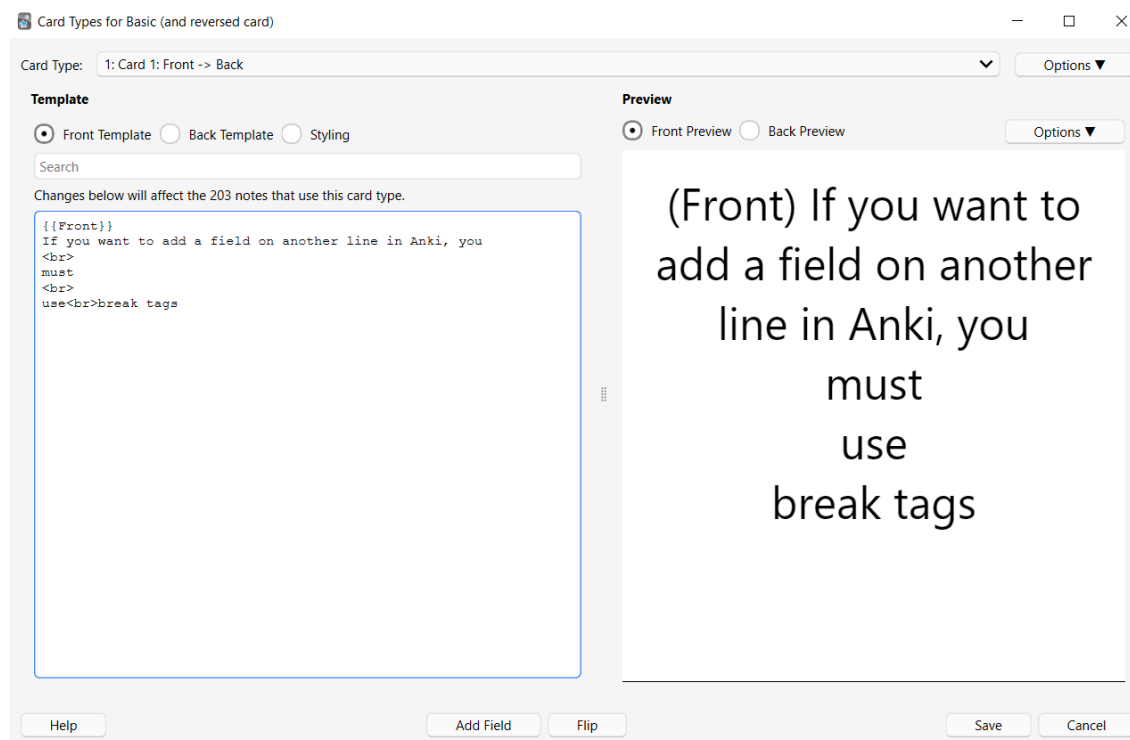 Card Types for Basic (and reversed card)
Card Type: 1: Card 1: Front -> Back Options ▼
Template
Front Template Back Template Styling
Search
Changes below will affect the 203 notes that use this card type.
{{Front}}
If you want to add a field on another line in Anki, you
<br>
must
<br>
use<br>break tags
Preview
Front Preview Back Preview Options ▼
(Front) If you want to
add a field on another
line in Anki, you
must
use
break tags
Help Add Field Flip Save Cancel